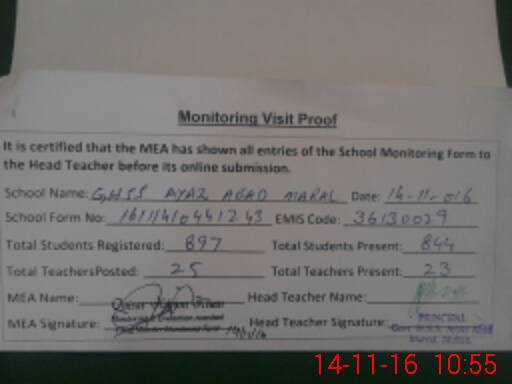 Monitoring Visit Proof
It is certified that the MEA has shown all entries of the School Monitoring Form to
the Head Teacher before its online submission.
School Name: GHSS AYAZ ABAD MARAL Date: 14-11-016
School Form No: EMIS Code: 36130029
Total Students Registered: 897 Total Students Present: 844
Total TeachersPosted: 25 Total Teachers Present: 23
MEA Name: Head Teacher Name:
MEA Signature: Head Teacher Signature: PRINCIPAL
14-11-16 10:55